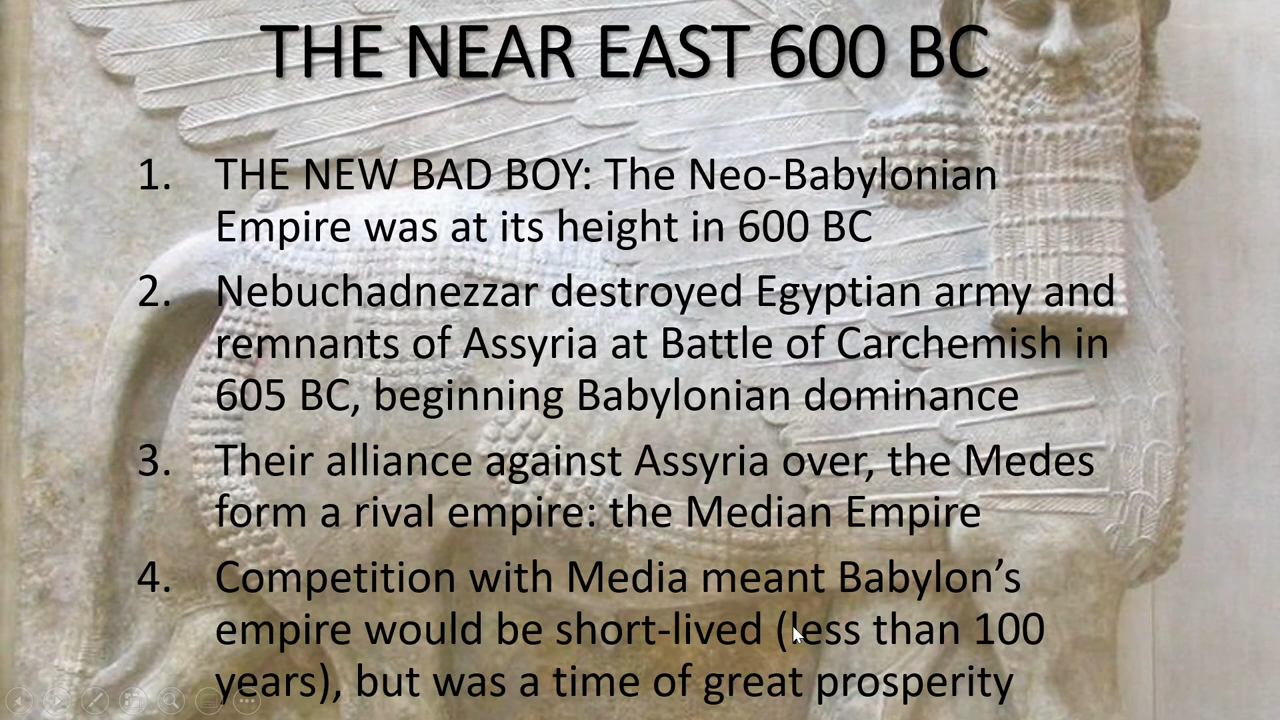 THE NEAR EAST 600 BC
1. THE NEW BAD BOY: The Neo-Babylonian
Empire was at its height in 600 BC
2. Nebuchadnezzar destroyed Egyptian army and
remnants of Assyria at Battle of Carchemish in
605 BC, beginning Babylonian dominance
3. Their alliance against Assyria over, the Medes
form a rival empire: the Median Empire
4. Competition with Media meant Babylon’s
empire would be short-lived (less than 100
years), but was a time of great prosperity